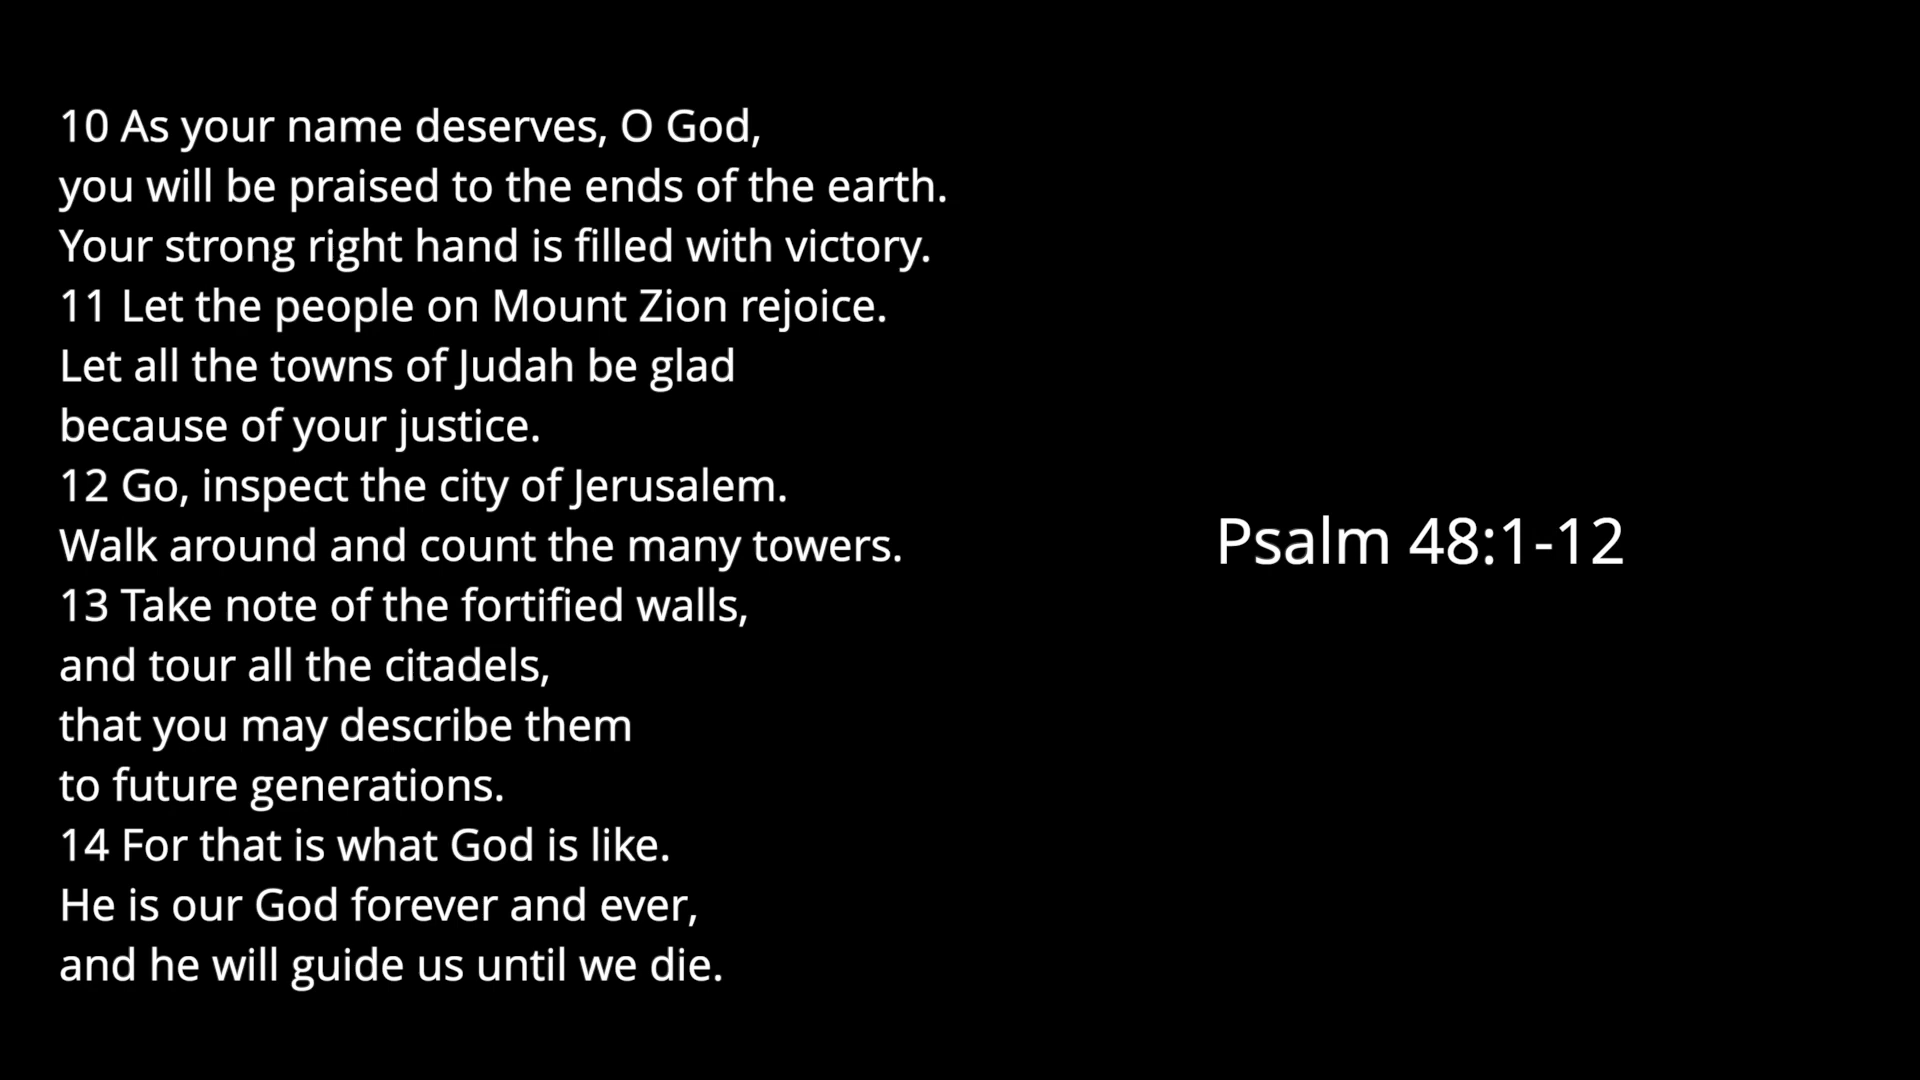 10 As your name deserves, O God,
you will be praised to the ends of the earth.
Your strong right hand is filled with victory.
11 Let the people on Mount Zion rejoice.
Let all the towns of Judah be glad
because of your justice.
12 Go, inspect the city of Jerusalem.
Walk around and count the many towers.
13 Take note of the fortified walls,
and tour all the citadels,
that you may describe them
to future generations.
14 For that is what God is like.
He is our God forever and ever,
and he will guide us until we die.
Psalm 48:1-12